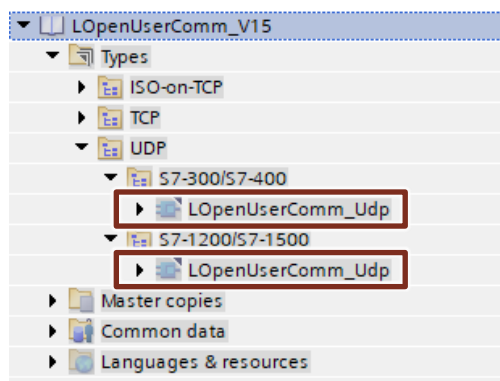 LOpenUserComm_V15
Types
ISO-on-TCP
TCP
UDP
S7-300/S7-400
LOpenUserComm_Udp
S7-1200/S7-1500
LOpenUserComm_Udp
Master copies
Common data
Languages & resources